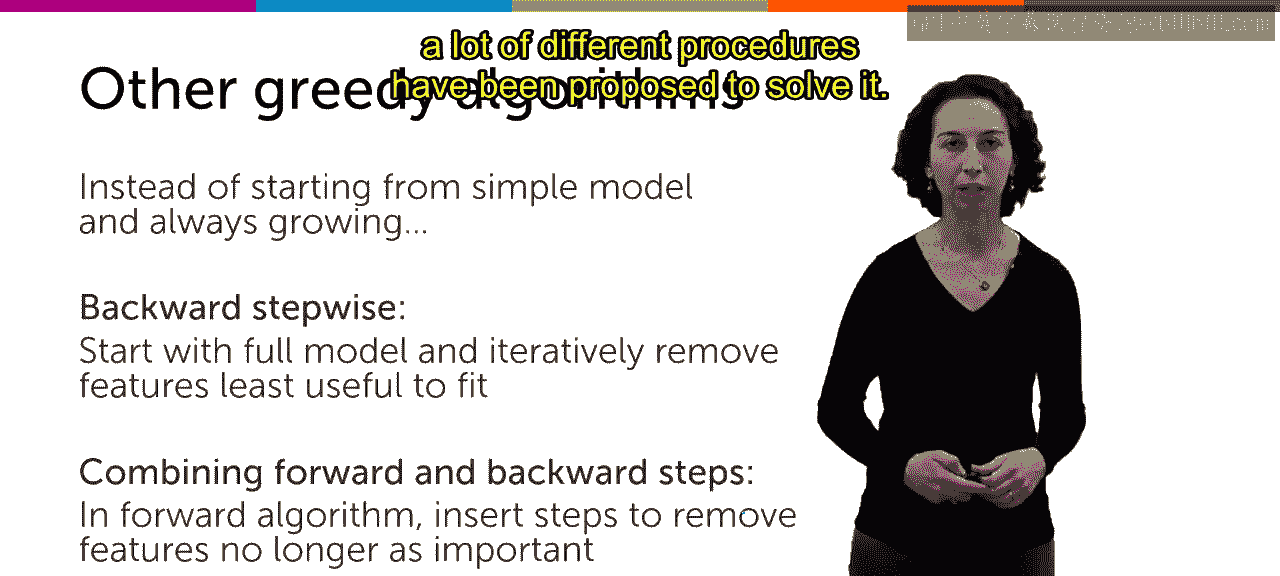 a lot of different procedures
have been proposed to solve it.
Other greedy algorithms
Instead of starting from simple model
and always growing...
Backward stepwise:
Start with full model and iteratively remove
features least useful to fit
Combining forward and backward steps:
In forward algorithm, insert steps to remove
features no longer as important